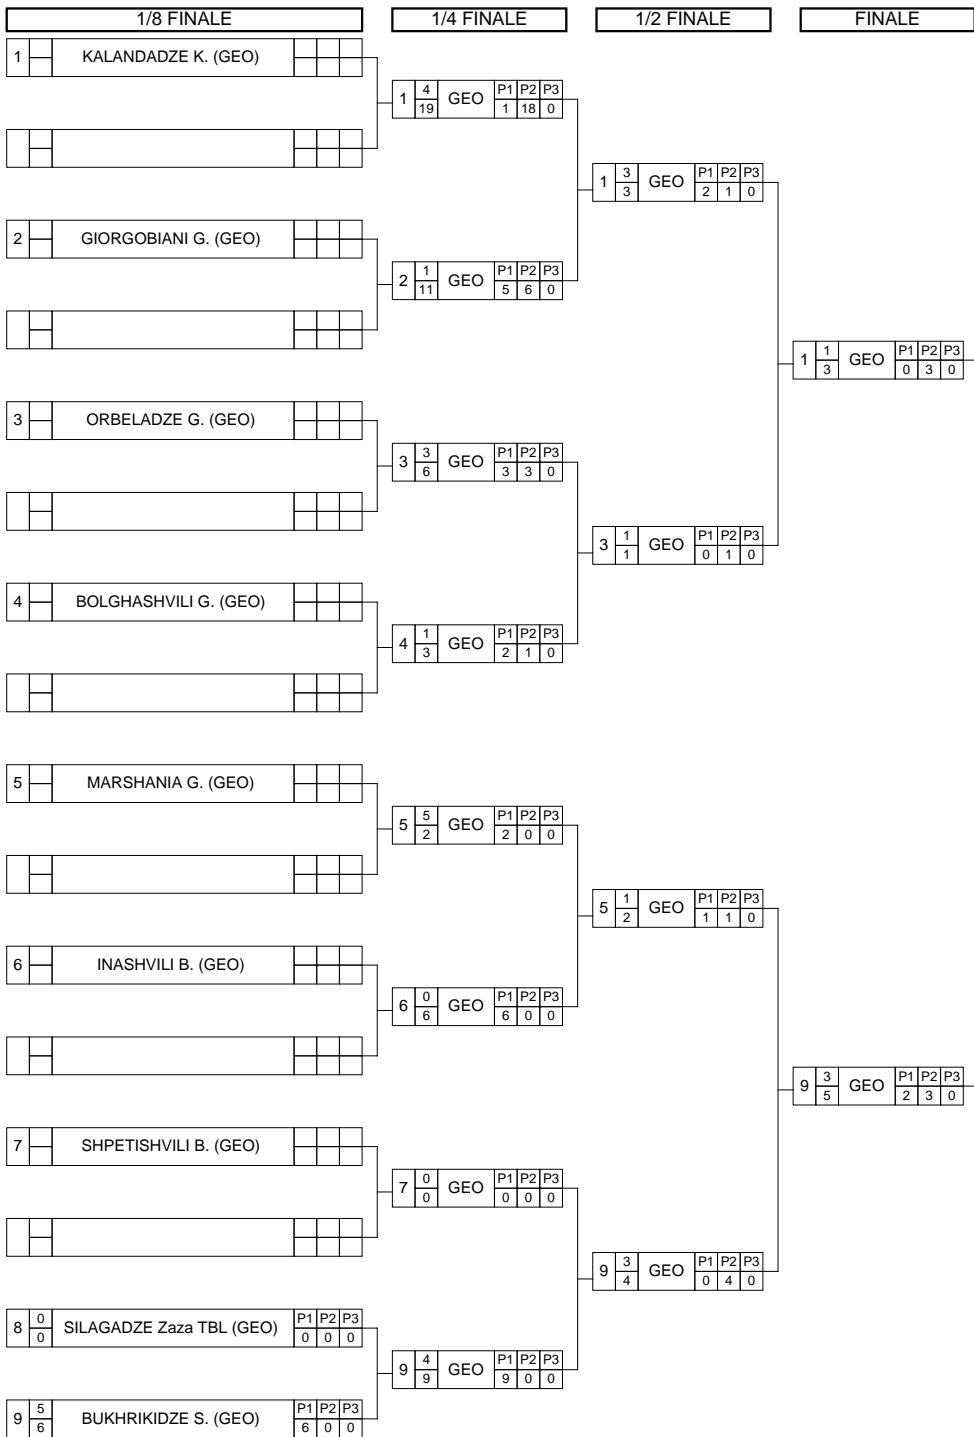 1/8 FINALE 1/4 FINALE 1/2 FINALE FINALE
1 KALANDADZE K. (GEO)
1 4 19 GEO P1 P2 P3 1 18 0
1 3 3 GEO P1 P2 P3 2 1 0
2 GIORGOBIANI G. (GEO)
2 1 11 GEO P1 P2 P3 5 6 0
1 1 3 GEO P1 P2 P3 0 3 0
3 ORBELADZE G. (GEO)
3 3 6 GEO P1 P2 P3 3 3 0
3 1 1 GEO P1 P2 P3 0 1 0
4 BOLGHASHVILI G. (GEO)
4 1 3 GEO P1 P2 P3 2 1 0
5 MARSHANIA G. (GEO)
5 5 2 GEO P1 P2 P3 2 0 0
5 1 2 GEO P1 P2 P3 1 1 0
6 INASHVILI B. (GEO)
6 0 6 GEO P1 P2 P3 6 0 0
9 3 5 GEO P1 P2 P3 2 3 0
7 SHPETISHVILI B. (GEO)
7 0 0 GEO P1 P2 P3 0 0 0
9 3 4 GEO P1 P2 P3 0 4 0
8 0 0 SILAGADZE Zaza TBL (GEO) P1 P2 P3 0 0 0
9 4 9 GEO P1 P2 P3 9 0 0
9 5 6 BUKHRIKIDZE S. (GEO) P1 P2 P3 6 0 0